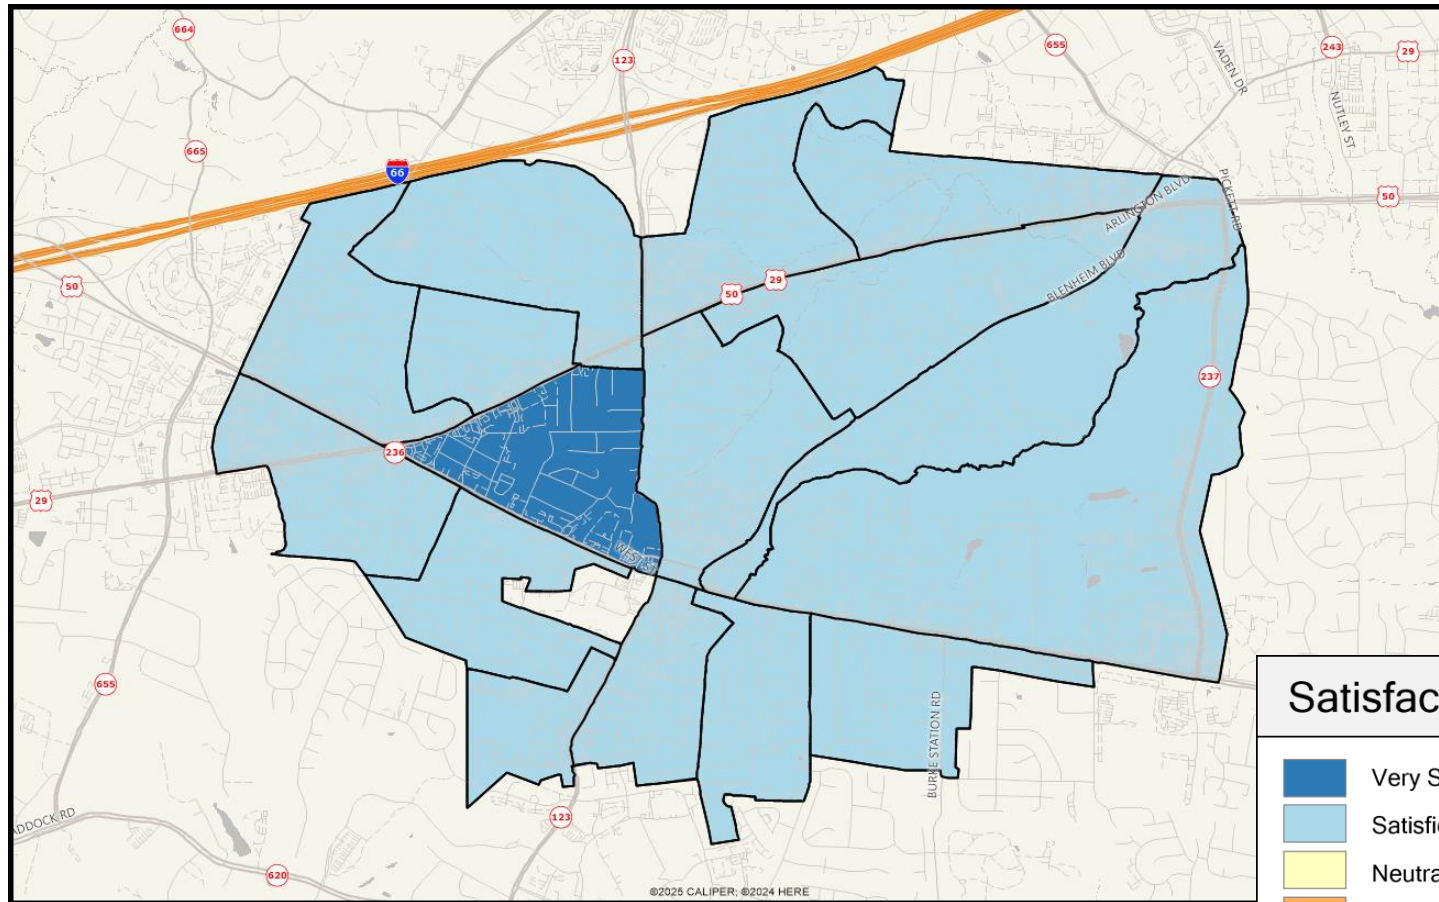 664
123
655
243
29
VADEN DR
NUTLEY ST
665
66
PICKETT RD
50
ARLINGTON BLVD
50
29
50
BLENHEIM BLVD
237
236
29
WEST ST
655
Satisfac
BURKE STATION RD
Very S
ADDOCK RD
123
Satisfi
620
Neutra
©2025 CALIPER; ©2024 HERE